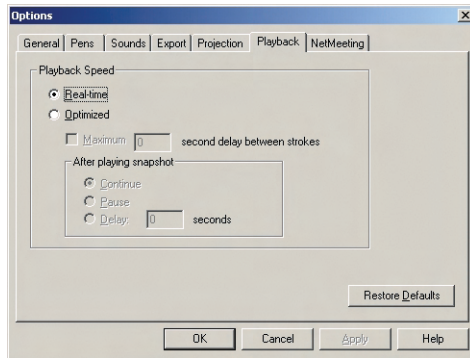 Options
General Pens Sounds Export Projection Playback NetMeeting
Playback Speed
Real-time
Optimized
Maximum 0 second delay between strokes
After playing snapshot
Continue
Pause
Delay: 0 seconds
Restore Defaults
OK Cancel Apply Help